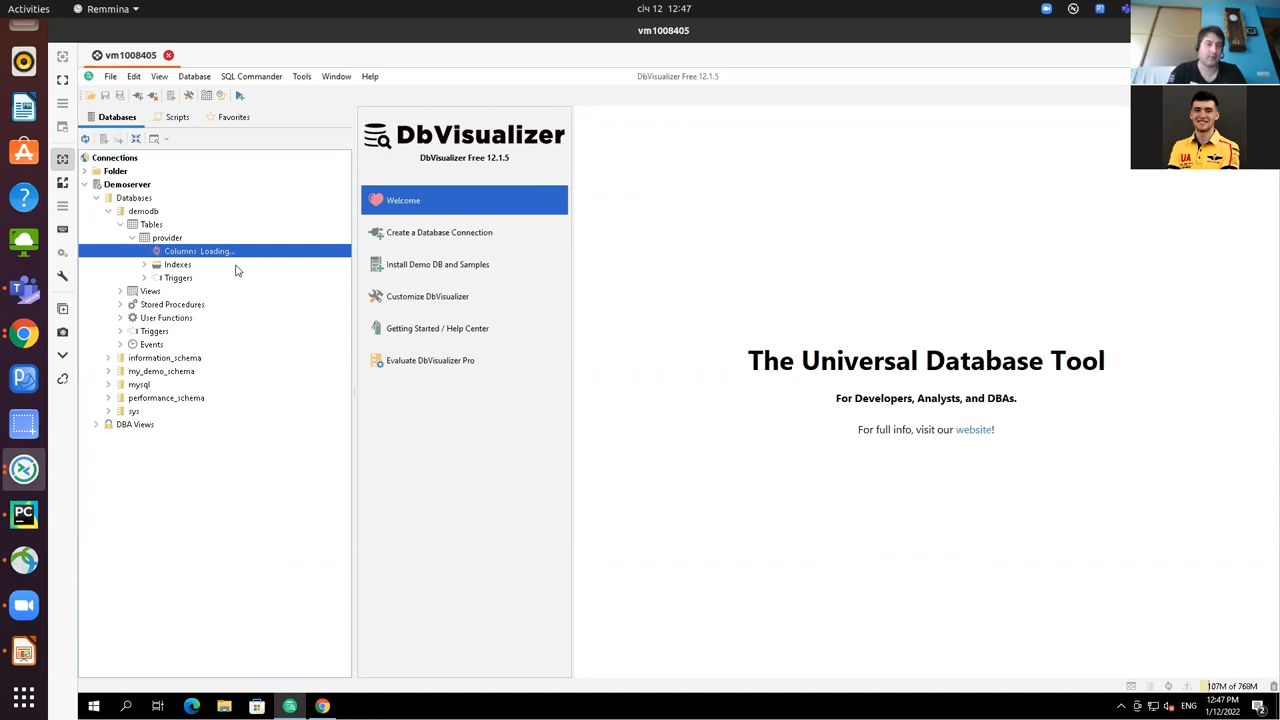 Activities
Remmina
січ 12 12:47
vm1008405
vm1008405
File Edit View Database SQL Commander Tools Window Help
DbVisualizer Free 12.1.5
Databases Scripts Favorites
Connections
Folder
Demoserver
Databases
demodb
Tables
provider
Columns Loading...
Indexes
Triggers
Views
Stored Procedures
User Functions
Triggers
Events
information_schema
my_demo_schema
mysql
performance_schema
sys
DBA Views
DbVisualizer
DbVisualizer Free 12.1.5
Welcome
Create a Database Connection
Install Demo DB and Samples
Customize DbVisualizer
Getting Started / Help Center
Evaluate DbVisualizer Pro
The Universal Database Tool
For Developers, Analysts, and DBAs.
For full info, visit our website!
UA
PC
107M of 768M
ENG
12:47 PM
1/12/2022
2